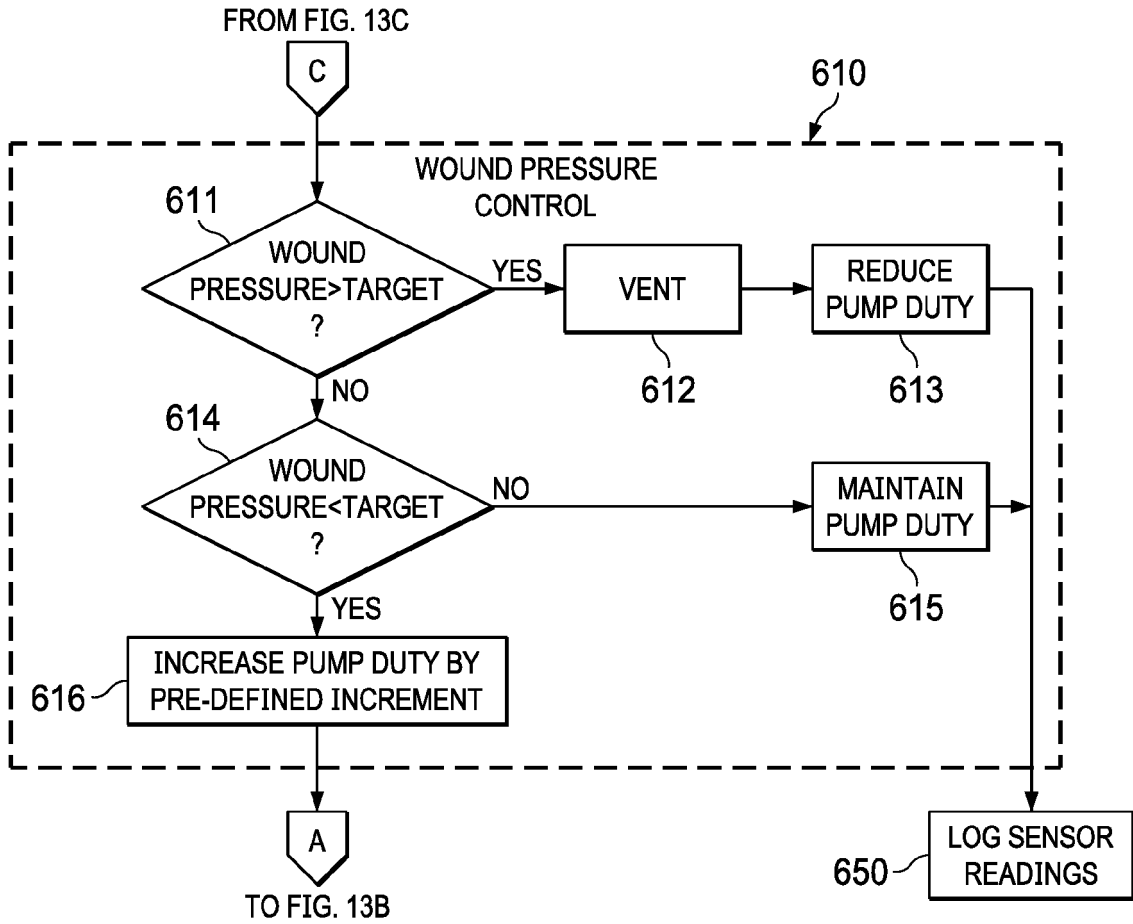 FROM FIG. 13C
C
610
WOUND PRESSURE
CONTROL
611
WOUND
PRESSURE>TARGET
?
YES
VENT
612
REDUCE
PUMP DUTY
613
NO
614
WOUND
PRESSURE<TARGET
?
NO
MAINTAIN
PUMP DUTY
615
YES
INCREASE PUMP DUTY BY
PRE-DEFINED INCREMENT
616
A
TO FIG. 13B
LOG SENSOR
READINGS
650